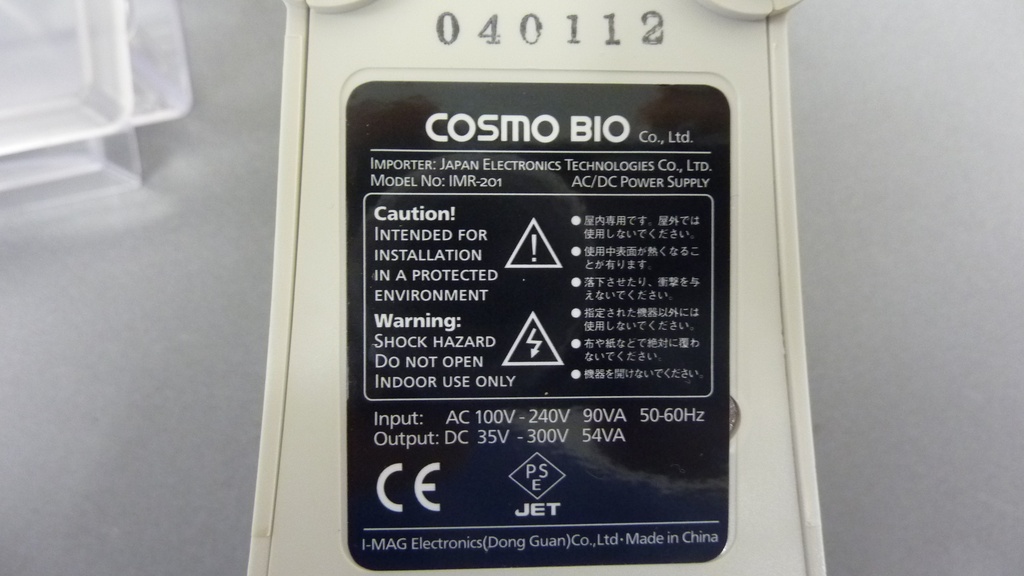 040112
COSMO BIO Co., Ltd.
IMPORTER: JAPAN ELECTRONICS TECHNOLOGIES CO., LTD.
MODEL NO: IMR-201 AC/DC POWER SUPPLY
Caution!
INTENDED FOR
INSTALLATION
IN A PROTECTED
ENVIRONMENT
Warning:
SHOCK HAZARD
DO NOT OPEN
INDOOR USE ONLY
●屋内専用です。屋外では
使用しないでください。
●使用中表面が熱くなるこ
とが有ります。
●落下させたり、衝撃を与
えないでください。
●指定された機器以外には
使用しないでください。
●布や紙などで絶対に覆わ
ないでください。
●機器を開けないでください。
Input: AC 100V - 240V 90VA 50-60Hz
Output: DC 35V - 300V 54VA
CE
PS
E
JET
I-MAG Electronics(Dong Guan)Co.,Ltd・Made in China